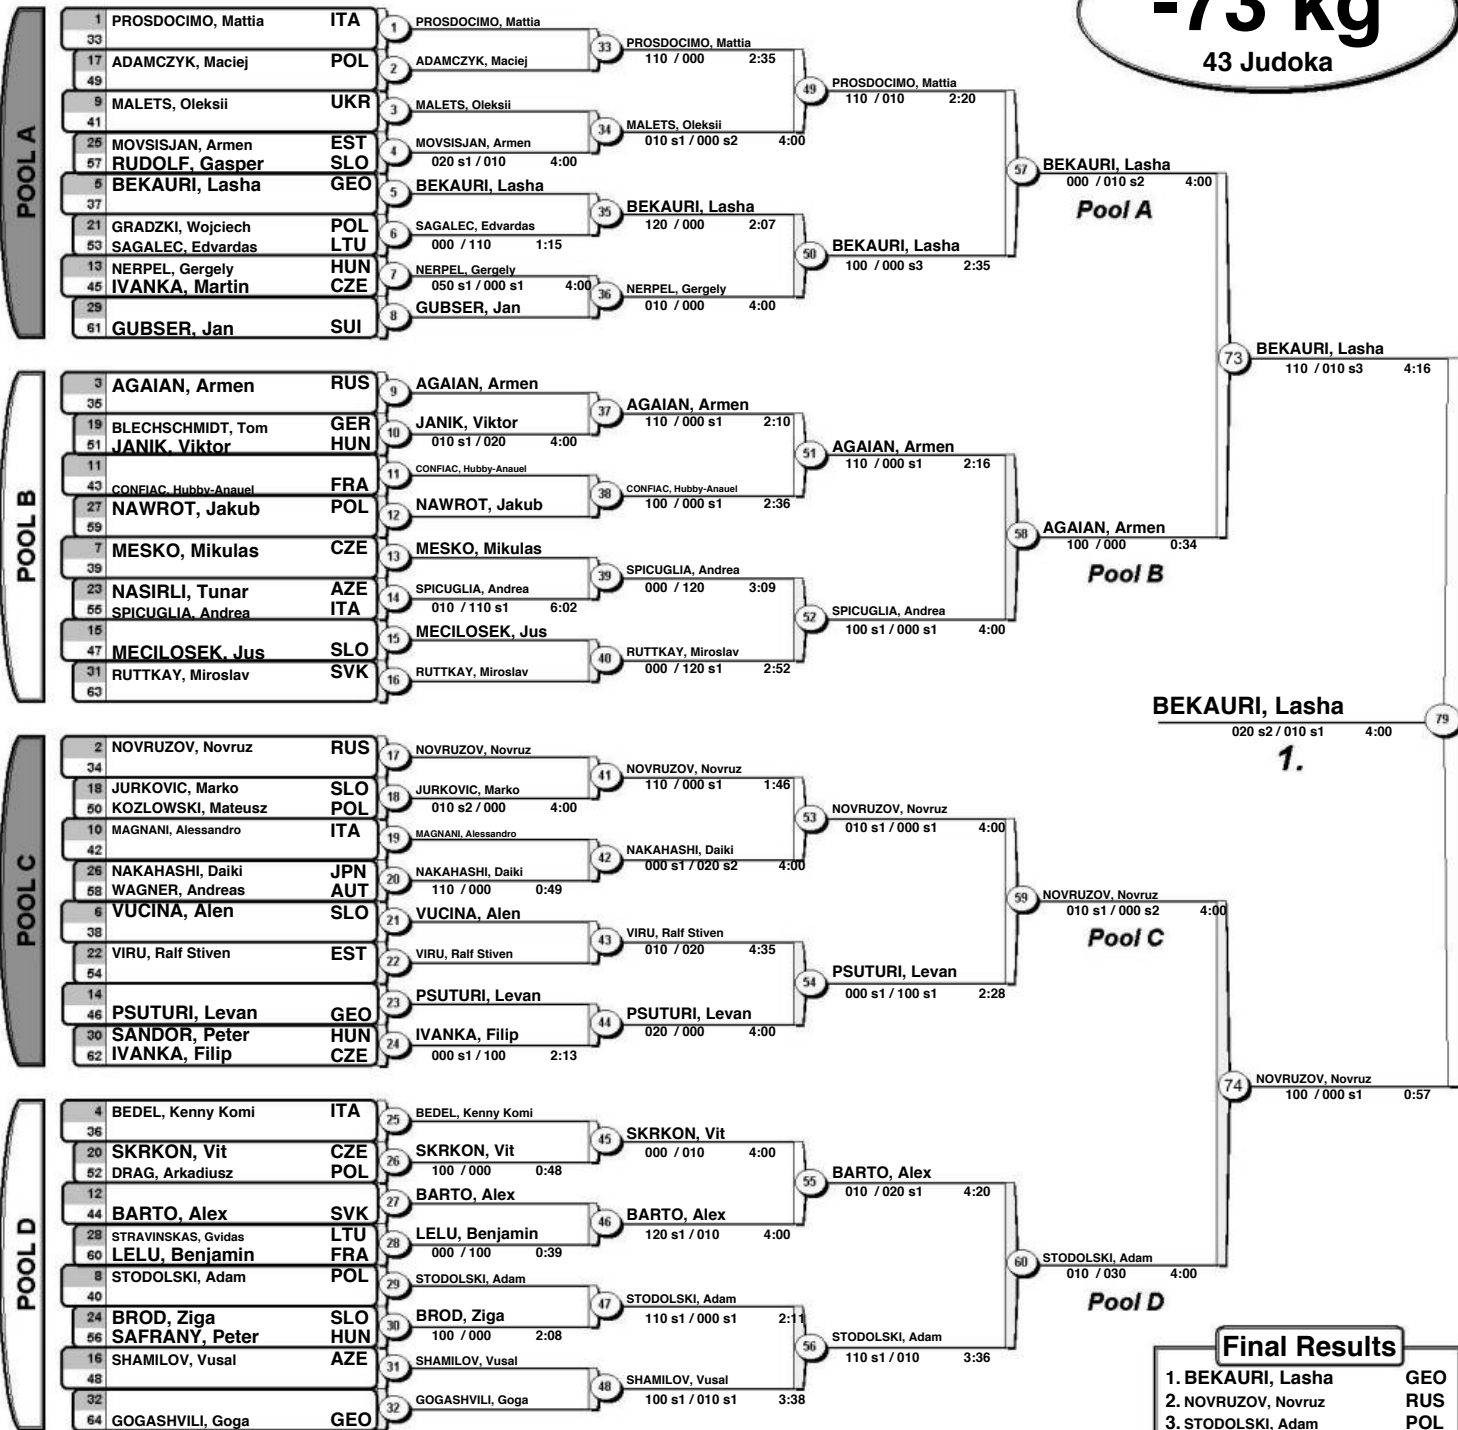 -73 kg
43 Judoka
POOL A
1 PROSDOCIMO, Mattia ITA
33
17 ADAMCZYK, Maciej POL
49
9 MALETS, Oleksii UKR
41
25 MOVSISJAN, Armen EST
57 RUDOLF, Gasper SLO
5 BEKAURI, Lasha GEO
37
21 GRADZKI, Wojciech POL
53 SAGALEC, Edvardas LTU
13 NERPEL, Gergely HUN
45 IVANKA, Martin CZE
29
61 GUBSER, Jan SUI
1 PROSDOCIMO, Mattia
2 ADAMCZYK, Maciej
3 MALETS, Oleksii
4 MOVSISJAN, Armen
020 s1 / 010 4:00
5 BEKAURI, Lasha
6 SAGALEC, Edvardas
000 / 110 1:15
7 NERPEL, Gergely
050 s1 / 000 s1 4:00
8 GUBSER, Jan
33 PROSDOCIMO, Mattia
110 / 000 2:35
34 MALETS, Oleksii
010 s1 / 000 s2 4:00
35 BEKAURI, Lasha
120 / 000 2:07
36 NERPEL, Gergely
010 / 000 4:00
49 PROSDOCIMO, Mattia
110 / 010 2:20
50 BEKAURI, Lasha
100 / 000 s3 2:35
57 BEKAURI, Lasha
000 / 010 s2 4:00
Pool A
POOL B
3 AGAIAN, Armen RUS
35
19 BLECHSCHMIDT, Tom GER
51 JANIK, Viktor HUN
11
43 CONFIAC, Hubby-Anauel FRA
27 NAWROT, Jakub POL
59
7 MESKO, Mikulas CZE
39
23 NASIRLI, Tunar AZE
55 SPICUGLIA, Andrea ITA
15
47 MECILOSEK, Jus SLO
31 RUTTKAY, Miroslav SVK
63
9 AGAIAN, Armen
10 JANIK, Viktor
010 s1 / 020 4:00
11 CONFIAC, Hubby-Anauel
12 NAWROT, Jakub
13 MESKO, Mikulas
14 SPICUGLIA, Andrea
010 / 110 s1 6:02
15 MECILOSEK, Jus
16 RUTTKAY, Miroslav
37 AGAIAN, Armen
110 / 000 s1 2:10
38 CONFIAC, Hubby-Anauel
100 / 000 s1 2:36
39 SPICUGLIA, Andrea
000 / 120 3:09
40 RUTTKAY, Miroslav
000 / 120 s1 2:52
51 AGAIAN, Armen
110 / 000 s1 2:16
52 SPICUGLIA, Andrea
100 s1 / 000 s1 4:00
58 AGAIAN, Armen
100 / 000 0:34
Pool B
73 BEKAURI, Lasha
110 / 010 s3 4:16
BEKAURI, Lasha 79
020 s2 / 010 s1 4:00
1.
POOL C
2 NOVRUZOV, Novruz RUS
34
18 JURKOVIC, Marko SLO
50 KOZLOWSKI, Mateusz POL
10 MAGNANI, Alessandro ITA
42
26 NAKAHASHI, Daiki JPN
58 WAGNER, Andreas AUT
6 VUCINA, Alen SLO
38
22 VIRU, Ralf Stiven EST
54
14
46 PSUTURI, Levan GEO
30 SANDOR, Peter HUN
62 IVANKA, Filip CZE
17 NOVRUZOV, Novruz
18 JURKOVIC, Marko
010 s2 / 000 4:00
19 MAGNANI, Alessandro
20 NAKAHASHI, Daiki
110 / 000 0:49
21 VUCINA, Alen
22 VIRU, Ralf Stiven
23 PSUTURI, Levan
24 IVANKA, Filip
000 s1 / 100 2:13
41 NOVRUZOV, Novruz
110 / 000 s1 1:46
42 NAKAHASHI, Daiki
000 s1 / 020 s2 4:00
43 VIRU, Ralf Stiven
010 / 020 4:35
44 PSUTURI, Levan
020 / 000 4:00
53 NOVRUZOV, Novruz
010 s1 / 000 s1 4:00
54 PSUTURI, Levan
000 s1 / 100 s1 2:28
59 NOVRUZOV, Novruz
010 s1 / 000 s2 4:00
Pool C
74 NOVRUZOV, Novruz
100 / 000 s1 0:57
POOL D
4 BEDEL, Kenny Komi ITA
36
20 SKRKON, Vit CZE
52 DRAG, Arkadiusz POL
12
44 BARTO, Alex SVK
28 STRAVINSKAS, Gvidas LTU
60 LELU, Benjamin FRA
8 STODOLSKI, Adam POL
40
24 BROD, Ziga SLO
56 SAFRANY, Peter HUN
16 SHAMILOV, Vusal AZE
48
32
64 GOGASHVILI, Goga GEO
25 BEDEL, Kenny Komi
26 SKRKON, Vit
100 / 000 0:48
27 BARTO, Alex
28 LELU, Benjamin
000 / 100 0:39
29 STODOLSKI, Adam
30 BROD, Ziga
100 / 000 2:08
31 SHAMILOV, Vusal
32 GOGASHVILI, Goga
45 SKRKON, Vit
000 / 010 4:00
46 BARTO, Alex
120 s1 / 010 4:00
47 STODOLSKI, Adam
110 s1 / 000 s1 2:11
48 SHAMILOV, Vusal
100 s1 / 010 s1 3:38
55 BARTO, Alex
010 / 020 s1 4:20
56 STODOLSKI, Adam
110 s1 / 010 3:36
60 STODOLSKI, Adam
010 / 030 4:00
Pool D
Final Results
1. BEKAURI, Lasha GEO
2. NOVRUZOV, Novruz RUS
3. STODOLSKI, Adam POL